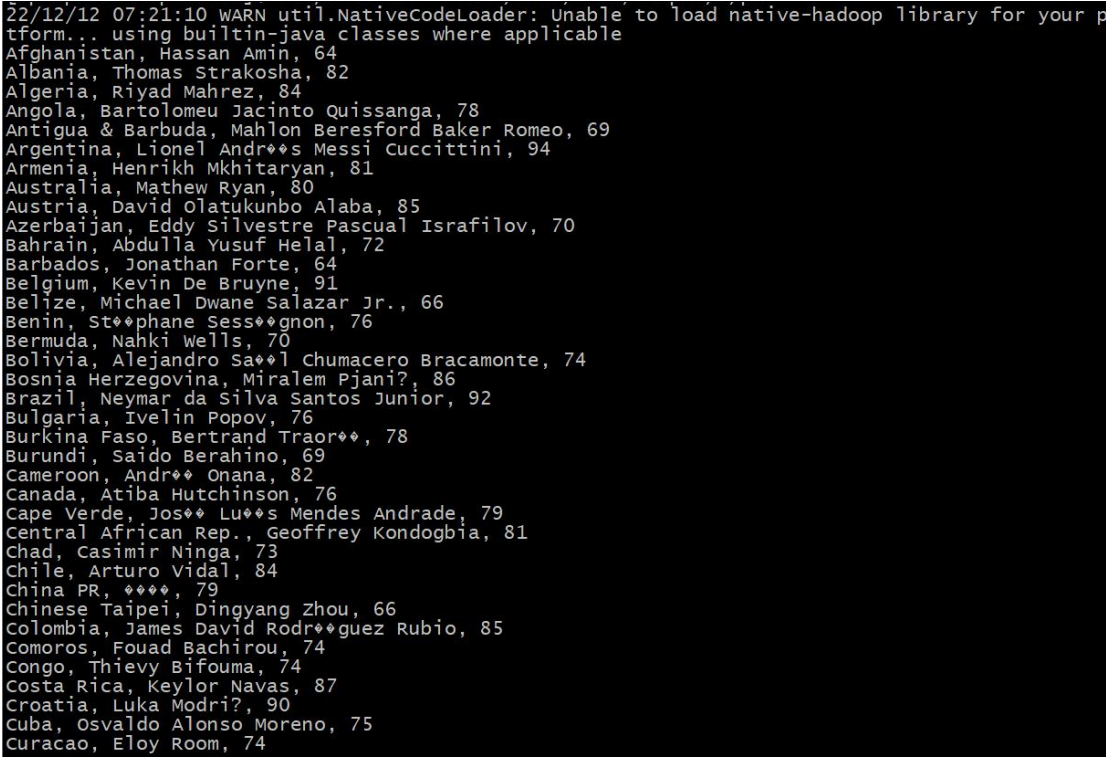 22/12/12 07:21:10 WARN util.NativeCodeLoader: Unable to load native-hadoop library for your p
tform... using builtin-java classes where applicable
Afghanistan, Hassan Amin, 64
Albania, Thomas Strakosha, 82
Algeria, Riyad Mahrez, 84
Angola, Bartolomeu Jacinto Quissanga, 78
Antigua & Barbuda, Mahlon Beresford Baker Romeo, 69
Argentina, Lionel Andr��s Messi Cuccittini, 94
Armenia, Henrikh Mkhitaryan, 81
Australia, Mathew Ryan, 80
Austria, David Olatukunbo Alaba, 85
Azerbaijan, Eddy Silvestre Pascual Israfilov, 70
Bahrain, Abdulla Yusuf Helal, 72
Barbados, Jonathan Forte, 64
Belgium, Kevin De Bruyne, 91
Belize, Michael Dwane Salazar Jr., 66
Benin, St��phane Sess��gnon, 76
Bermuda, Nahki Wells, 70
Bolivia, Alejandro Sa��l Chumacero Bracamonte, 74
Bosnia Herzegovina, Miralem Pjani?, 86
Brazil, Neymar da Silva Santos Junior, 92
Bulgaria, Ivelin Popov, 76
Burkina Faso, Bertrand Traor��, 78
Burundi, Saido Berahino, 69
Cameroon, Andr�� Onana, 82
Canada, Atiba Hutchinson, 76
Cape Verde, Jos�� Lu��s Mendes Andrade, 79
Central African Rep., Geoffrey Kondogbia, 81
Chad, Casimir Ninga, 73
Chile, Arturo Vidal, 84
China PR, ����, 79
Chinese Taipei, Dingyang Zhou, 66
Colombia, James David Rodr��guez Rubio, 85
Comoros, Fouad Bachirou, 74
Congo, Thievy Bifouma, 74
Costa Rica, Keylor Navas, 87
Croatia, Luka Modri?, 90
Cuba, Osvaldo Alonso Moreno, 75
Curacao, Eloy Room, 74